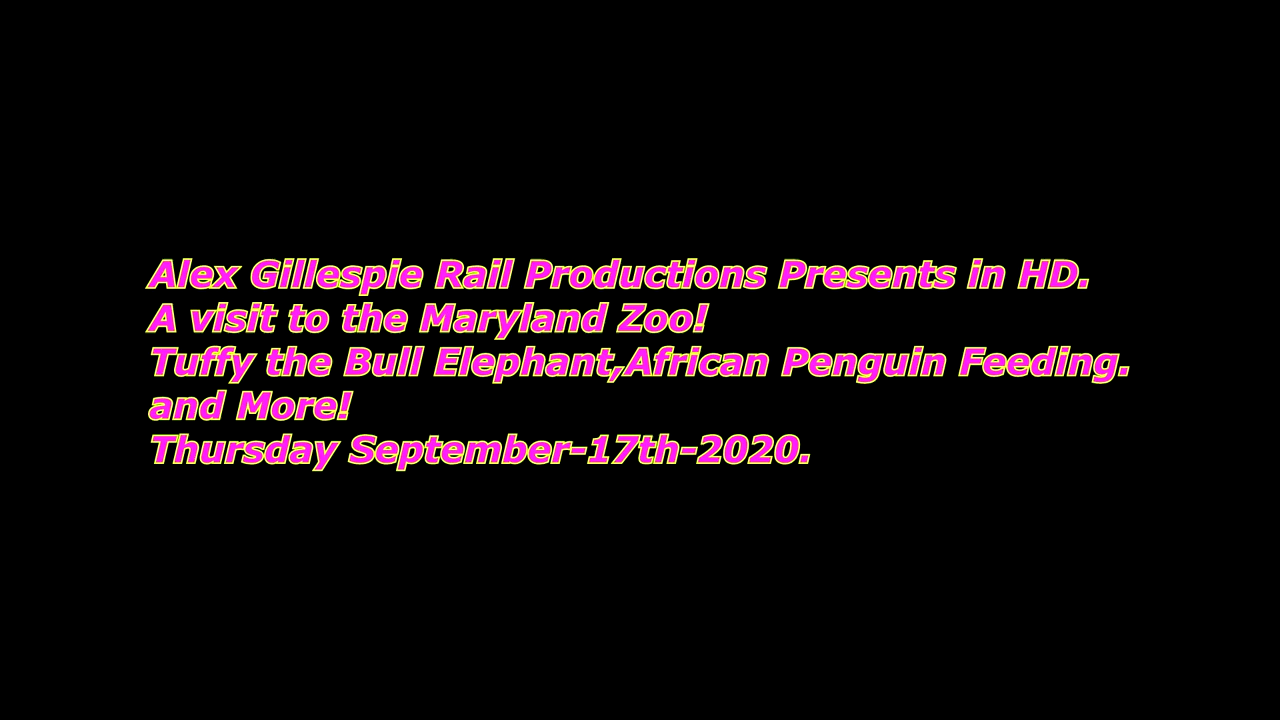 Alex Gillespie Rail Productions Presents in HD.
A visit to the Maryland Zoo!
Tuffy the Bull Elephant,African Penguin Feeding.
and More!
Thursday September-17th-2020.